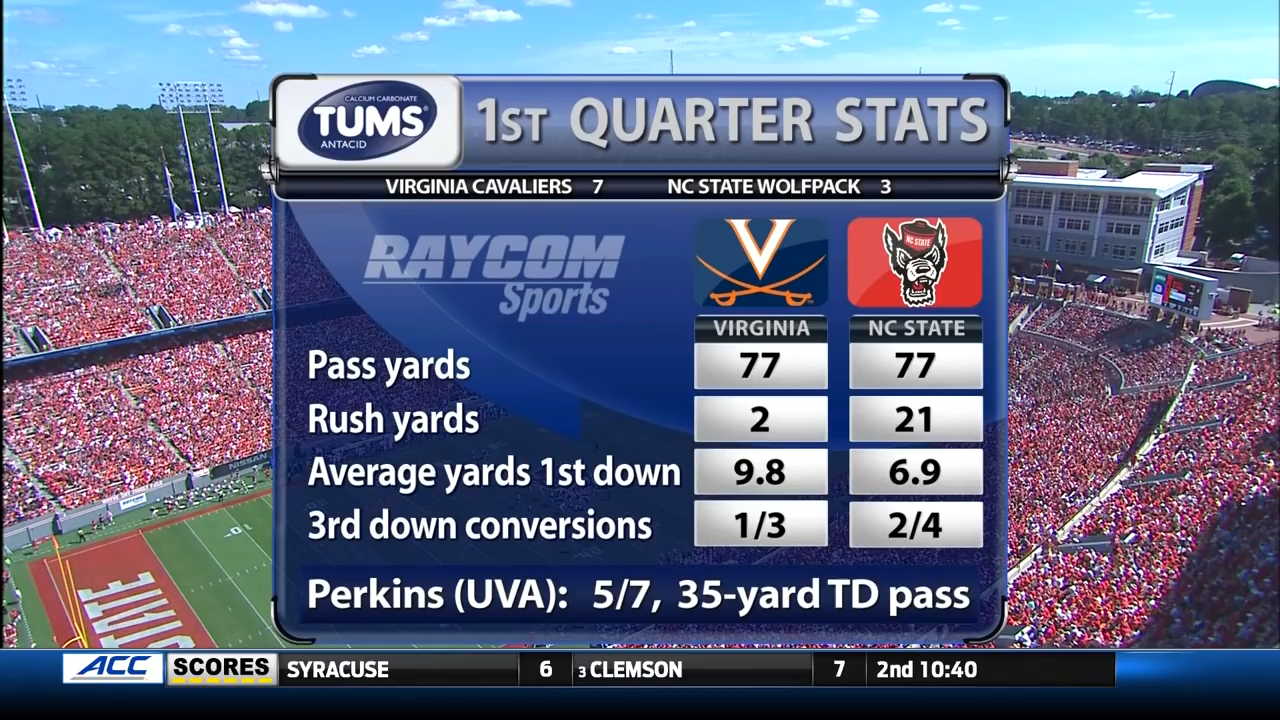 CALCIUM CARBONATE
TUMS®
ANTACID
1ST QUARTER STATS
VIRGINIA CAVALIERS 7 NC STATE WOLFPACK 3
RAYCOM
Sports
NC STATE
VIRGINIA NC STATE
Pass yards 77 77
Rush yards 2 21
Average yards 1st down 9.8 6.9
3rd down conversions 1/3 2/4
Perkins (UVA): 5/7, 35-yard TD pass
NISSAN
ACC SCORES SYRACUSE 6 3 CLEMSON 7 2nd 10:40